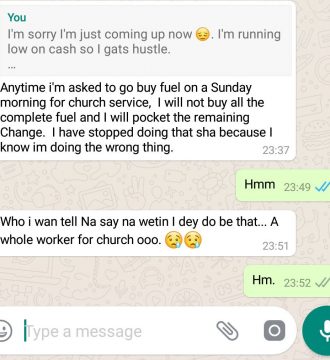 You
I'm sorry I'm just coming up now 😔. I'm running
low on cash so I gats hustle.
...
Anytime i'm asked to go buy fuel on a Sunday
morning for church service, I will not buy all the
complete fuel and I will pocket the remaining
Change. I have stopped doing that sha because I
know im doing the wrong thing.
23:37
Hmm 23:49
Who i wan tell Na say na wetin I dey do be that... A
whole worker for church ooo. 😢😢
23:51
Hm. 23:52
Type a message